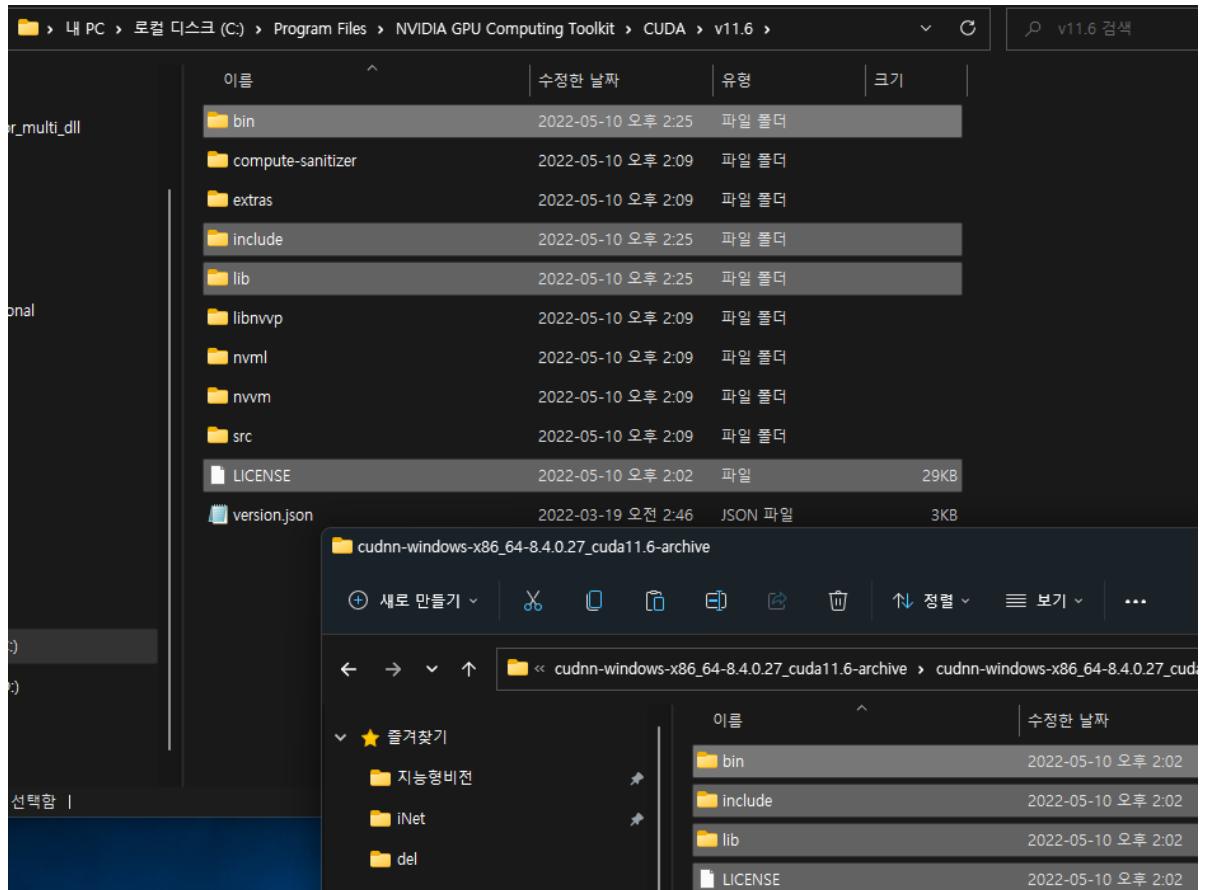 › 내 PC › 로컬 디스크 (C:) › Program Files › NVIDIA GPU Computing Toolkit › CUDA › v11.6 ›
v11.6 검색
이름 수정한 날짜 유형 크기
or_multi_dll
onal
:)
:)
bin 2022-05-10 오후 2:25 파일 폴더
compute-sanitizer 2022-05-10 오후 2:09 파일 폴더
extras 2022-05-10 오후 2:09 파일 폴더
include 2022-05-10 오후 2:25 파일 폴더
lib 2022-05-10 오후 2:25 파일 폴더
libnvvp 2022-05-10 오후 2:09 파일 폴더
nvml 2022-05-10 오후 2:09 파일 폴더
nvvm 2022-05-10 오후 2:09 파일 폴더
src 2022-05-10 오후 2:09 파일 폴더
LICENSE 2022-05-10 오후 2:02 파일 29KB
version.json 2022-03-19 오전 2:46 JSON 파일 3KB
선택함
cudnn-windows-x86_64-8.4.0.27_cuda11.6-archive
새로 만들기 정렬 보기 •••
« cudnn-windows-x86_64-8.4.0.27_cuda11.6-archive › cudnn-windows-x86_64-8.4.0.27_cuda
즐겨찾기
지능형비전
iNet
del
이름 수정한 날짜
bin 2022-05-10 오후 2:02
include 2022-05-10 오후 2:02
lib 2022-05-10 오후 2:02
LICENSE 2022-05-10 오후 2:02